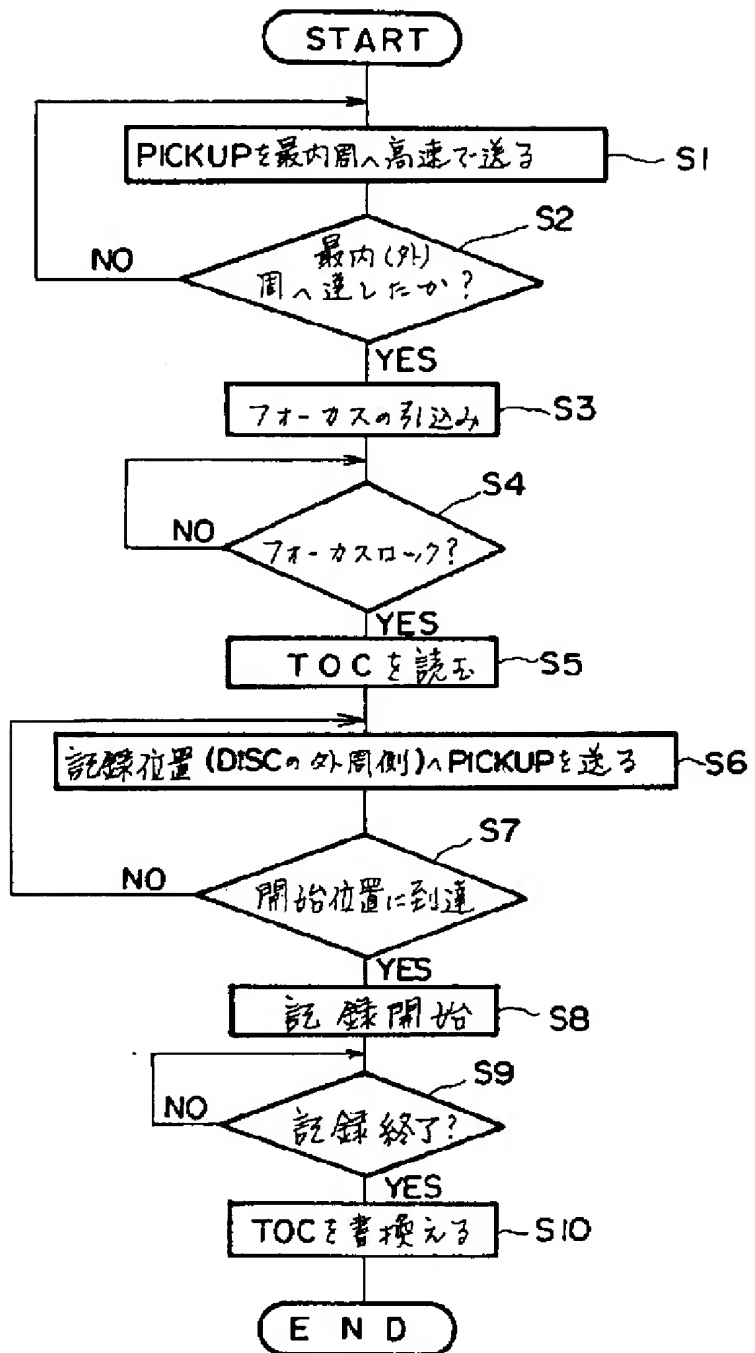 START
PICKUPを最内周へ高速で送る
S1
S2
最内(外)
周へ達したか?
NO
YES
フォーカスの引込み
S3
S4
NO
フォーカスロック?
YES
TOCを読む
S5
記録位置(DISCの外周側)へPICKUPを送る
S6
S7
NO
開始位置に到達
YES
記録開始
S8
S9
NO
記録終了?
YES
TOCを書換える
S10
END